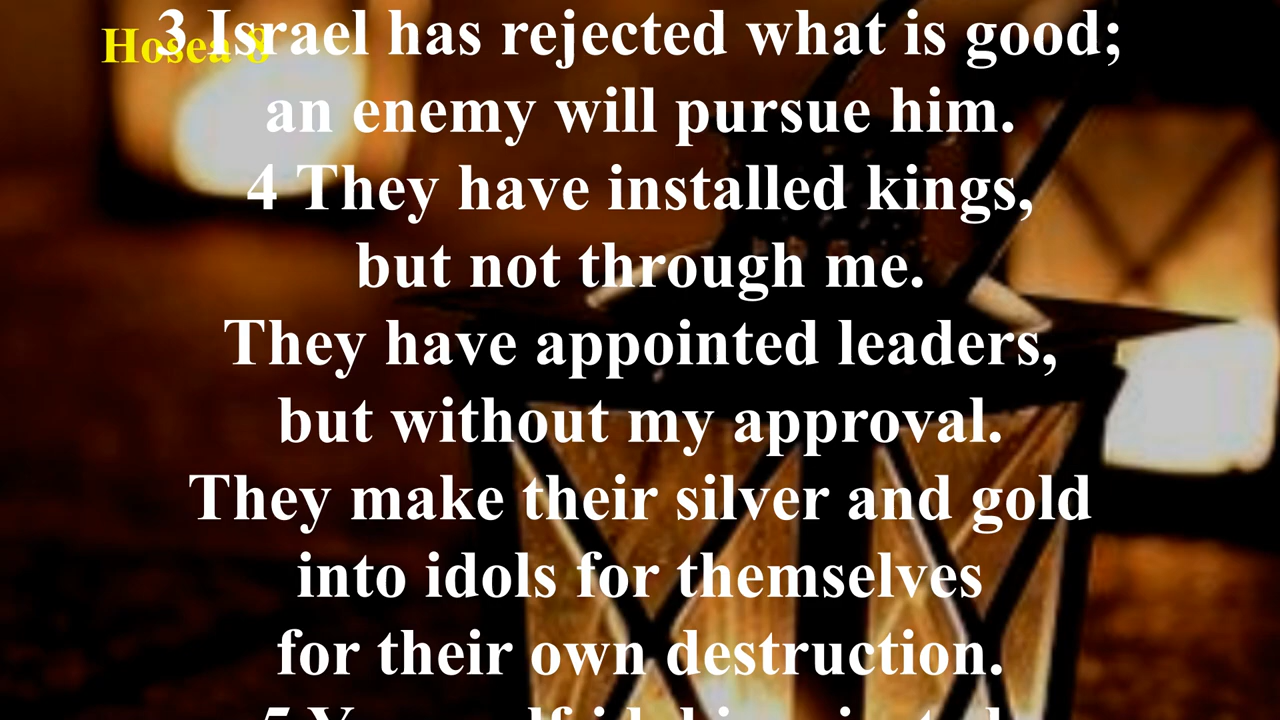 Hosea 8
3 Israel has rejected what is good;
an enemy will pursue him.
4 They have installed kings,
but not through me.
They have appointed leaders,
but without my approval.
They make their silver and gold
into idols for themselves
for their own destruction.
5